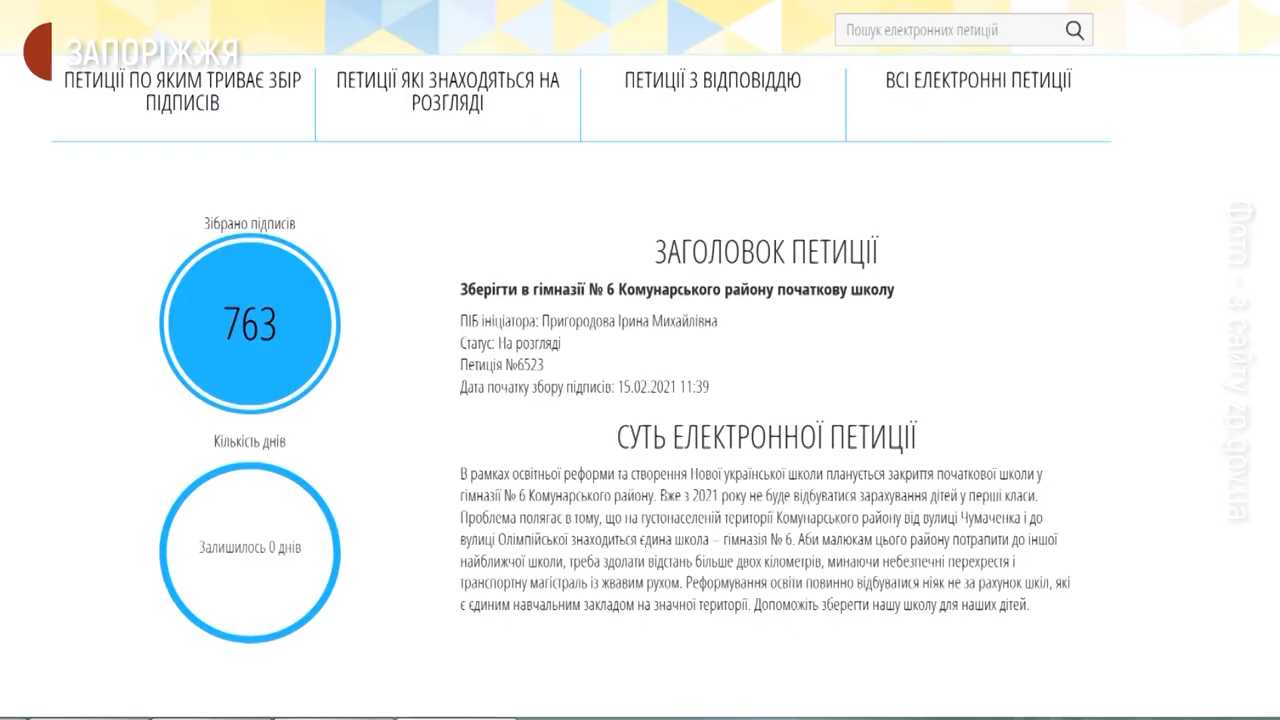 Пошук електронних петицій
ЗАПОРІЖЖЯ
ПЕТИЦІЇ ПО ЯКИМ ТРИВАЄ ЗБІР
ПІДПИСІВ
ПЕТИЦІЇ ЯКІ ЗНАХОДЯТЬСЯ НА
РОЗГЛЯДІ
ПЕТИЦІЇ З ВІДПОВІДДЮ
ВСІ ЕЛЕКТРОННІ ПЕТИЦІЇ
Зібрано підписів
763
Кількість днів
Залишилось 0 днів
ЗАГОЛОВОК ПЕТИЦІЇ
Зберігти в гімназії № 6 Комунарського району початкову школу
ПІБ ініціатора: Пригородова Ірина Михайлівна
Статус: На розгляді
Петиція №6523
Дата початку збору підписів: 15.02.2021 11:39
СУТЬ ЕЛЕКТРОННОЇ ПЕТИЦІЇ
В рамках освітньої реформи та створення Нової української школи планується закриття початкової школи у
гімназії № 6 Комунарського району. Вже з 2021 року не буде відбуватися зарахування дітей у перші класи.
Проблема полягає в тому, що на густонаселеній території Комунарського району від вулиці Чумаченка і до
вулиці Олімпійської знаходиться єдина школа – гімназія № 6. Аби малюкам цього району потрапити до іншої
найближчої школи, треба здолати відстань більше двох кілометрів, минаючи небезпечні перехрестя і
транспортну магістраль із жвавим рухом. Реформування освіти повинно відбуватися ніяк не за рахунок шкіл, які
є єдиним навчальним закладом на значної території. Допоможіть зберегти нашу школу для наших дітей.
Фото - з сайту zp.gov.ua